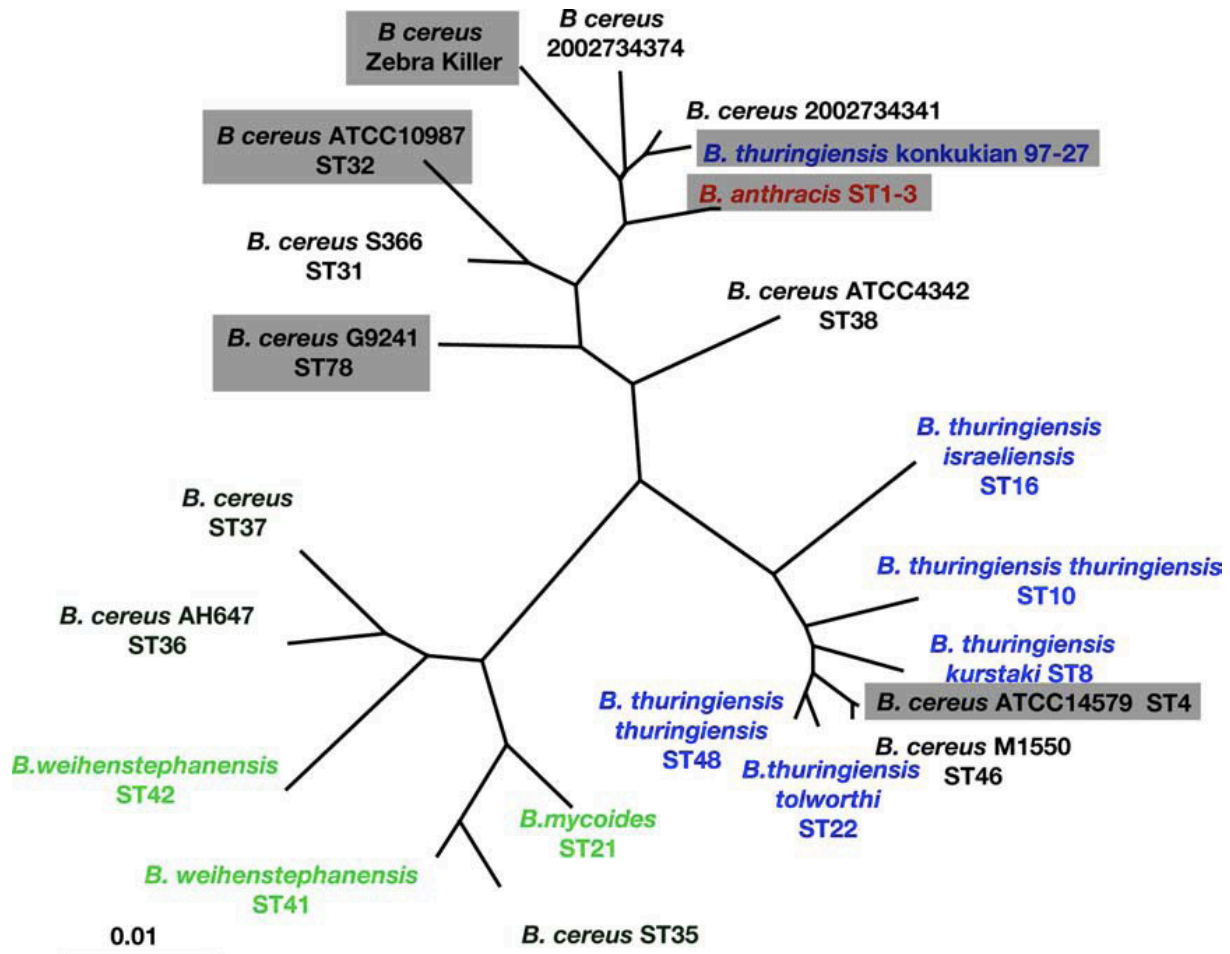 B cereus
Zebra Killer
B cereus
2002734374
B. cereus 2002734341
B. thuringiensis konkukian 97-27
B. anthracis ST1-3
B cereus ATCC10987
ST32
B. cereus S366
ST31
B. cereus ATCC4342
ST38
B. cereus G9241
ST78
B. thuringiensis
israeliensis
ST16
B. cereus
ST37
B. thuringiensis thuringiensis
ST10
B. cereus AH647
ST36
B. thuringiensis
kurstaki ST8
B. cereus ATCC14579 ST4
B. thuringiensis
thuringiensis
ST48
B. cereus M1550
ST46
B.thuringiensis
tolworthi
ST22
B.weihenstephanensis
ST42
B.mycoides
ST21
B. weihenstephanensis
ST41
B. cereus ST35
0.01